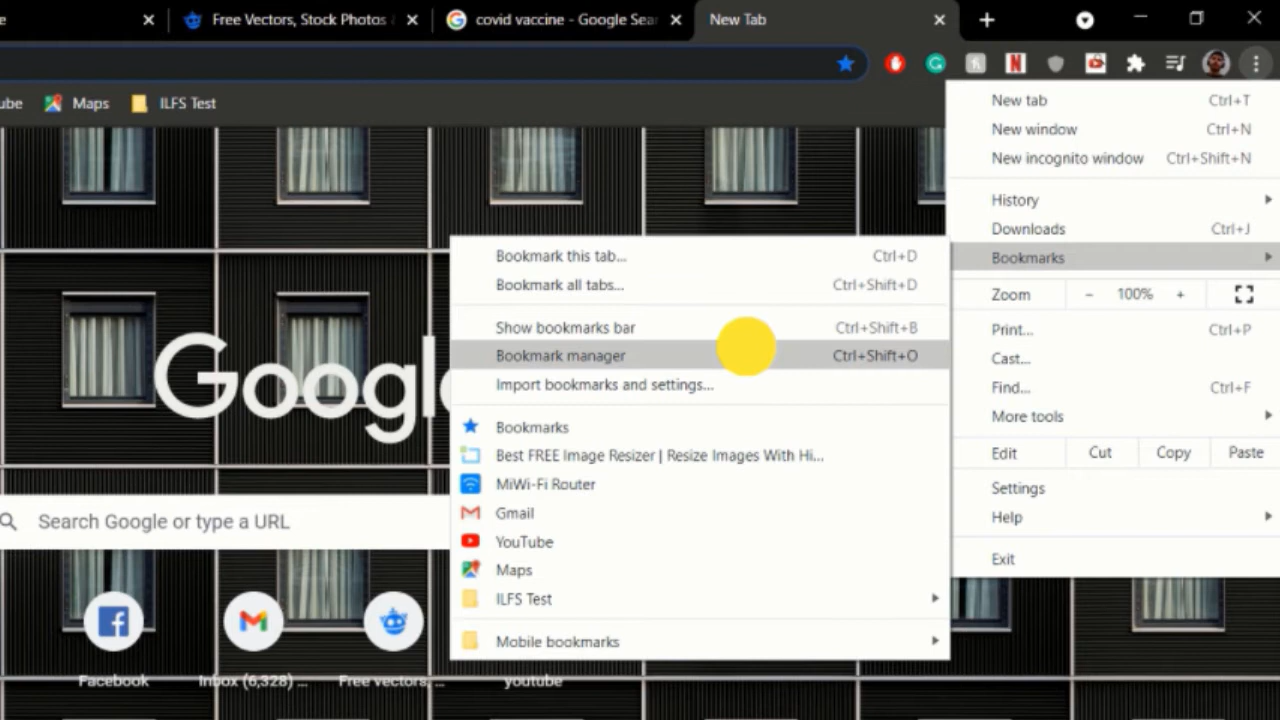 e
Free Vectors, Stock Photos &
covid vaccine - Google Sear
New Tab
ube
Maps
ILFS Test
New tab Ctrl+T
New window Ctrl+N
New incognito window Ctrl+Shift+N
History
Downloads Ctrl+J
Bookmarks
Zoom - 100% +
Print... Ctrl+P
Cast...
Find... Ctrl+F
More tools
Edit Cut Copy Paste
Settings
Help
Exit
Bookmark this tab... Ctrl+D
Bookmark all tabs... Ctrl+Shift+D
Show bookmarks bar Ctrl+Shift+B
Bookmark manager Ctrl+Shift+O
Import bookmarks and settings...
Bookmarks
Best FREE Image Resizer | Resize Images With Hi...
MiWi-Fi Router
Gmail
YouTube
Maps
ILFS Test
Mobile bookmarks
Google
Search Google or type a URL
Facebook
Inbox (6,328) ...
Free vectors, ...
youtube